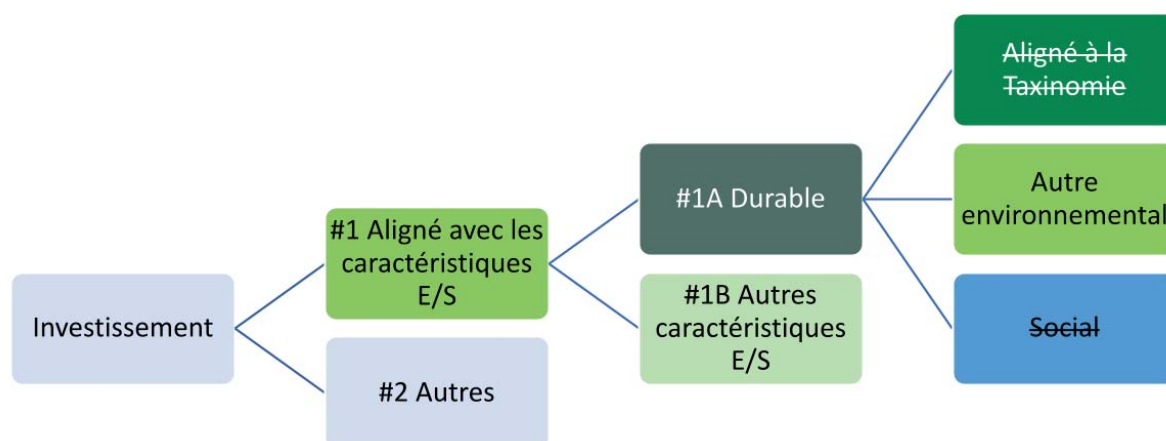 Investissement
#1 Aligné avec les
caractéristiques
E/S
#2 Autres
#1A Durable
#1B Autres
caractéristiques
E/S
Aligné à la
Taxinomie
Autre
environnemental
Social